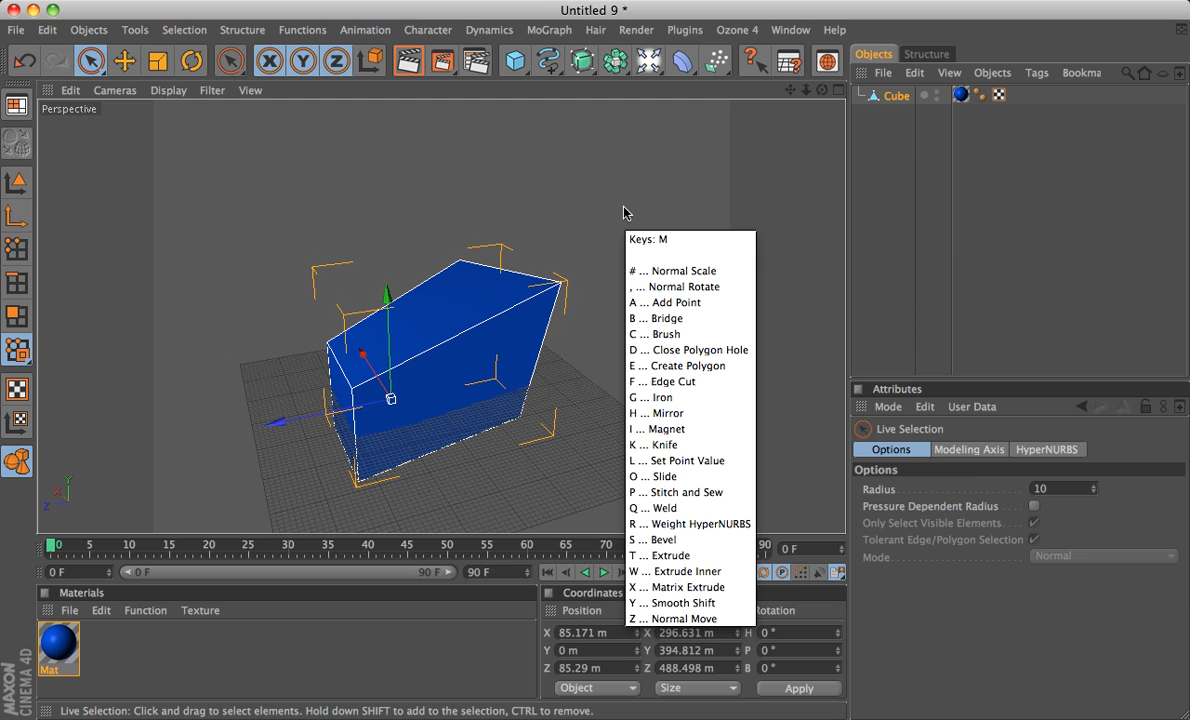 Untitled 9 *
File Edit Objects Tools Selection Structure Functions Animation Character Dynamics MoGraph Hair Render Plugins Ozone 4 Window Help
X Y Z
Objects Structure
File Edit View Objects Tags Bookma
Cube
Edit Cameras Display Filter View
Perspective
Keys: M
# ... Normal Scale
, ... Normal Rotate
A ... Add Point
B ... Bridge
C ... Brush
D ... Close Polygon Hole
E ... Create Polygon
F ... Edge Cut
G ... Iron
H ... Mirror
I ... Magnet
K ... Knife
L ... Set Point Value
O ... Slide
P ... Stitch and Sew
Q ... Weld
R ... Weight HyperNURBS
S ... Bevel
T ... Extrude
W ... Extrude Inner
X ... Matrix Extrude
Y ... Smooth Shift
Z ... Normal Move
Y
X
Z
Attributes
Mode Edit User Data
Live Selection
Options Modeling Axis HyperNURBS
Options
Radius 10
Pressure Dependent Radius
Only Select Visible Elements
Tolerant Edge/Polygon Selection
Mode Normal
0 5 10 15 20 25 30 35 40 45 50 55 60 65 70 90 0 F
0 F 0 F 90 F 90 F P
Materials
File Edit Function Texture
Mat
Coordinates
Position Rotation
X 85.171 m X 296.631 m H 0 °
Y 0 m Y 394.812 m P 0 °
Z 85.29 m Z 488.498 m B 0 °
Object Size Apply
MAXON
CINEMA 4D
Live Selection: Click and drag to select elements. Hold down SHIFT to add to the selection, CTRL to remove.